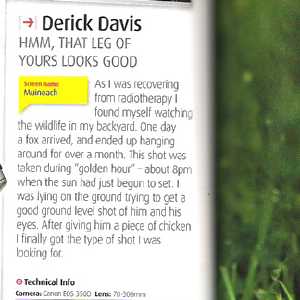 Derick Davis
HMM, THAT LEG OF
YOURS LOOKS GOOD
Screen name
Muineach
As I was recovering
from radiotherapy I
found myself watching
the wildlife in my backyard. One day
a fox arrived, and ended up hanging
around for over a month. This shot was
taken during "golden hour" – about 8pm
when the sun had just begun to set. I
was lying on the ground trying to get a
good ground level shot of him and his
eyes. After giving him a piece of chicken
I finally got the type of shot I was
looking for.
Technical Info
Camera: Canon EOS 350D Lens: 70-300mm